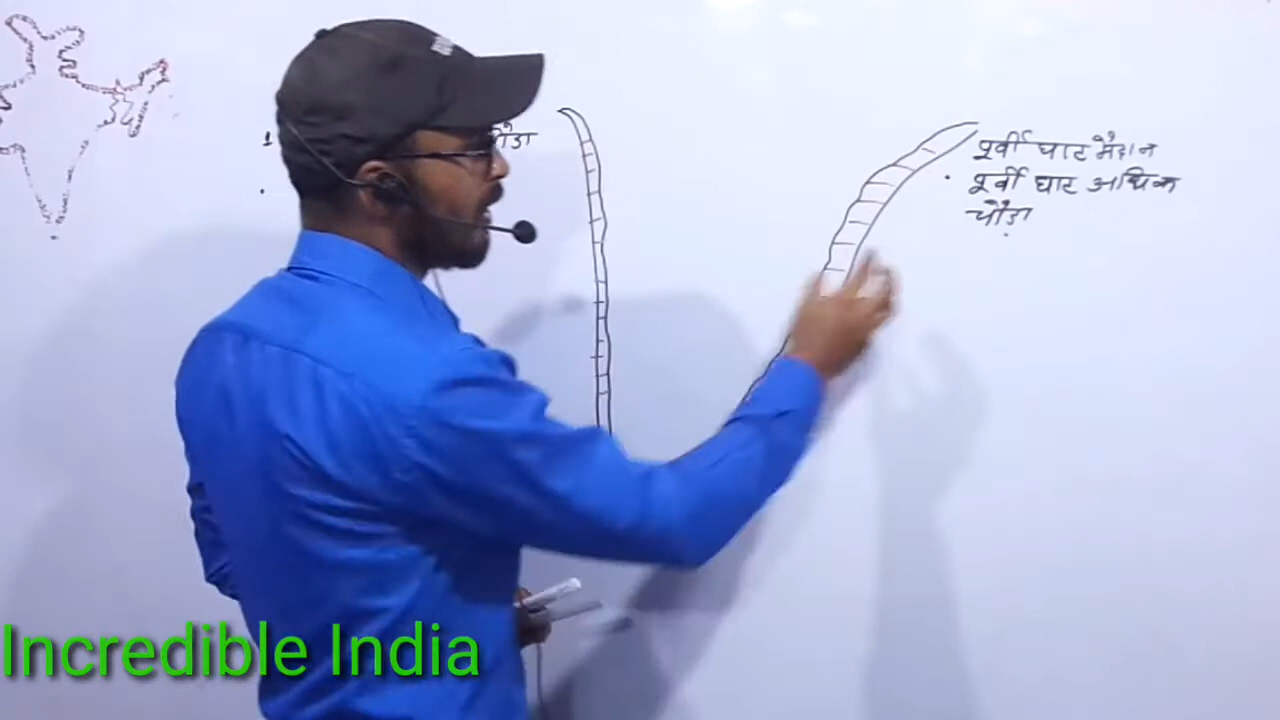 पूर्वी घाट मैदान
पूर्वी घाट अधिक
चौड़ा
Incredible India